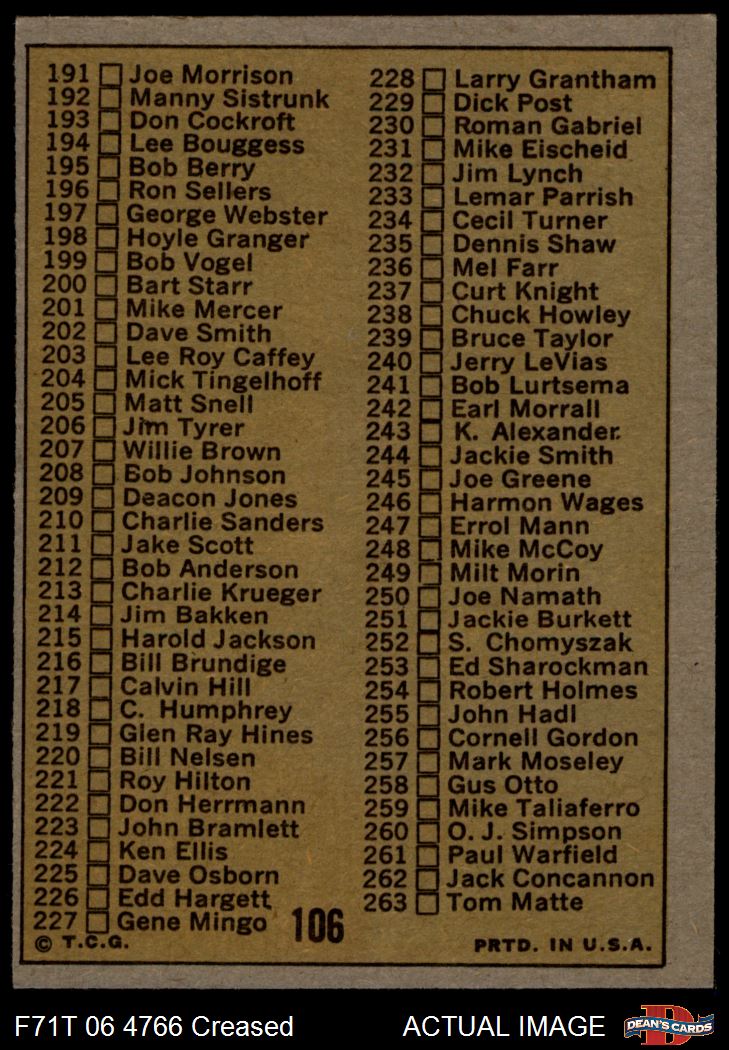 191 Joe Morrison
192 Manny Sistrunk
193 Don Cockroft
194 Lee Bouggess
195 Bob Berry
196 Ron Sellers
197 George Webster
198 Hoyle Granger
199 Bob Vogel
200 Bart Starr
201 Mike Mercer
202 Dave Smith
203 Lee Roy Caffey
204 Mick Tingelhoff
205 Matt Snell
206 Jim Tyrer
207 Willie Brown
208 Bob Johnson
209 Deacon Jones
210 Charlie Sanders
211 Jake Scott
212 Bob Anderson
213 Charlie Krueger
214 Jim Bakken
215 Harold Jackson
216 Bill Brundige
217 Calvin Hill
218 C. Humphrey
219 Glen Ray Hines
220 Bill Nelsen
221 Roy Hilton
222 Don Herrmann
223 John Bramlett
224 Ken Ellis
225 Dave Osborn
226 Edd Hargett
227 Gene Mingo
228 Larry Grantham
229 Dick Post
230 Roman Gabriel
231 Mike Eischeid
232 Jim Lynch
233 Lemar Parrish
234 Cecil Turner
235 Dennis Shaw
236 Mel Farr
237 Curt Knight
238 Chuck Howley
239 Bruce Taylor
240 Jerry LeVias
241 Bob Lurtsema
242 Earl Morrall
243 K. Alexander
244 Jackie Smith
245 Joe Greene
246 Harmon Wages
247 Errol Mann
248 Mike McCoy
249 Milt Morin
250 Joe Namath
251 Jackie Burkett
252 S. Chomyszak
253 Ed Sharockman
254 Robert Holmes
255 John Hadl
256 Cornell Gordon
257 Mark Moseley
258 Gus Otto
259 Mike Taliaferro
260 O. J. Simpson
261 Paul Warfield
262 Jack Concannon
263 Tom Matte
106
© T.C.G.
PRTD. IN U.S.A.
F71T 06 4766 Creased
ACTUAL IMAGE
D
DEAN'S CARDS